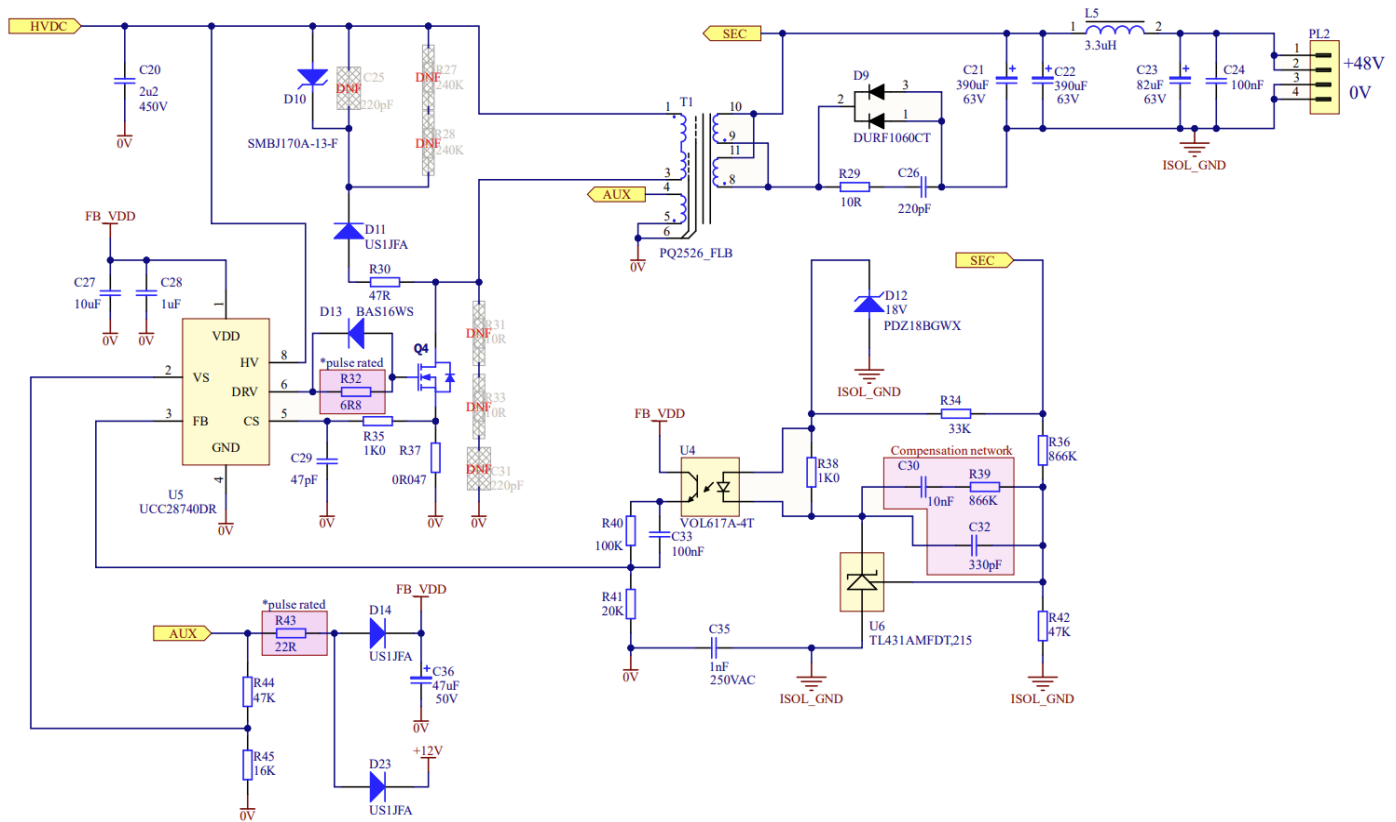 HVDC
C20
2u2
450V
0V
D10
SMBJ170A-13-F
C25
DNF
220pF
R27
DNF
240K
R28
DNF
240K
D11
US1JFA
R30
47R
SEC
T1
1
3
4
5
6
10
9
11
8
AUX
0V
PQ2526_FLB
D9
2
3
1
DURF1060CT
R29
10R
C26
220pF
C21
390uF
63V
C22
390uF
63V
L5
1
2
3.3uH
C23
82uF
63V
C24
100nF
PL2
1
2
3
4
+48V
0V
ISOL_GND
FB_VDD
C27
10uF
0V
C28
1uF
0V
1
VDD
2
VS
3
FB
GND
4
HV
8
DRV
6
CS
5
U5
UCC28740DR
0V
D13
BAS16WS
*pulse rated
R32
6R8
Q4
R35
1K0
C29
47pF
0V
R37
0R047
0V
R31
DNF
10R
R33
DNF
10R
C31
DNF
220pF
0V
SEC
D12
18V
PDZ18BGWX
ISOL_GND
R34
33K
FB_VDD
U4
VOL617A-4T
R38
1K0
Compensation network
C30
10nF
R39
866K
C32
330pF
R36
866K
R40
100K
C33
100nF
R41
20K
0V
C35
1nF
250VAC
ISOL_GND
U6
TL431AMFDT,215
R42
47K
ISOL_GND
AUX
*pulse rated
R43
22R
D14
US1JFA
FB_VDD
C36
47uF
50V
0V
R44
47K
R45
16K
0V
D23
US1JFA
+12V